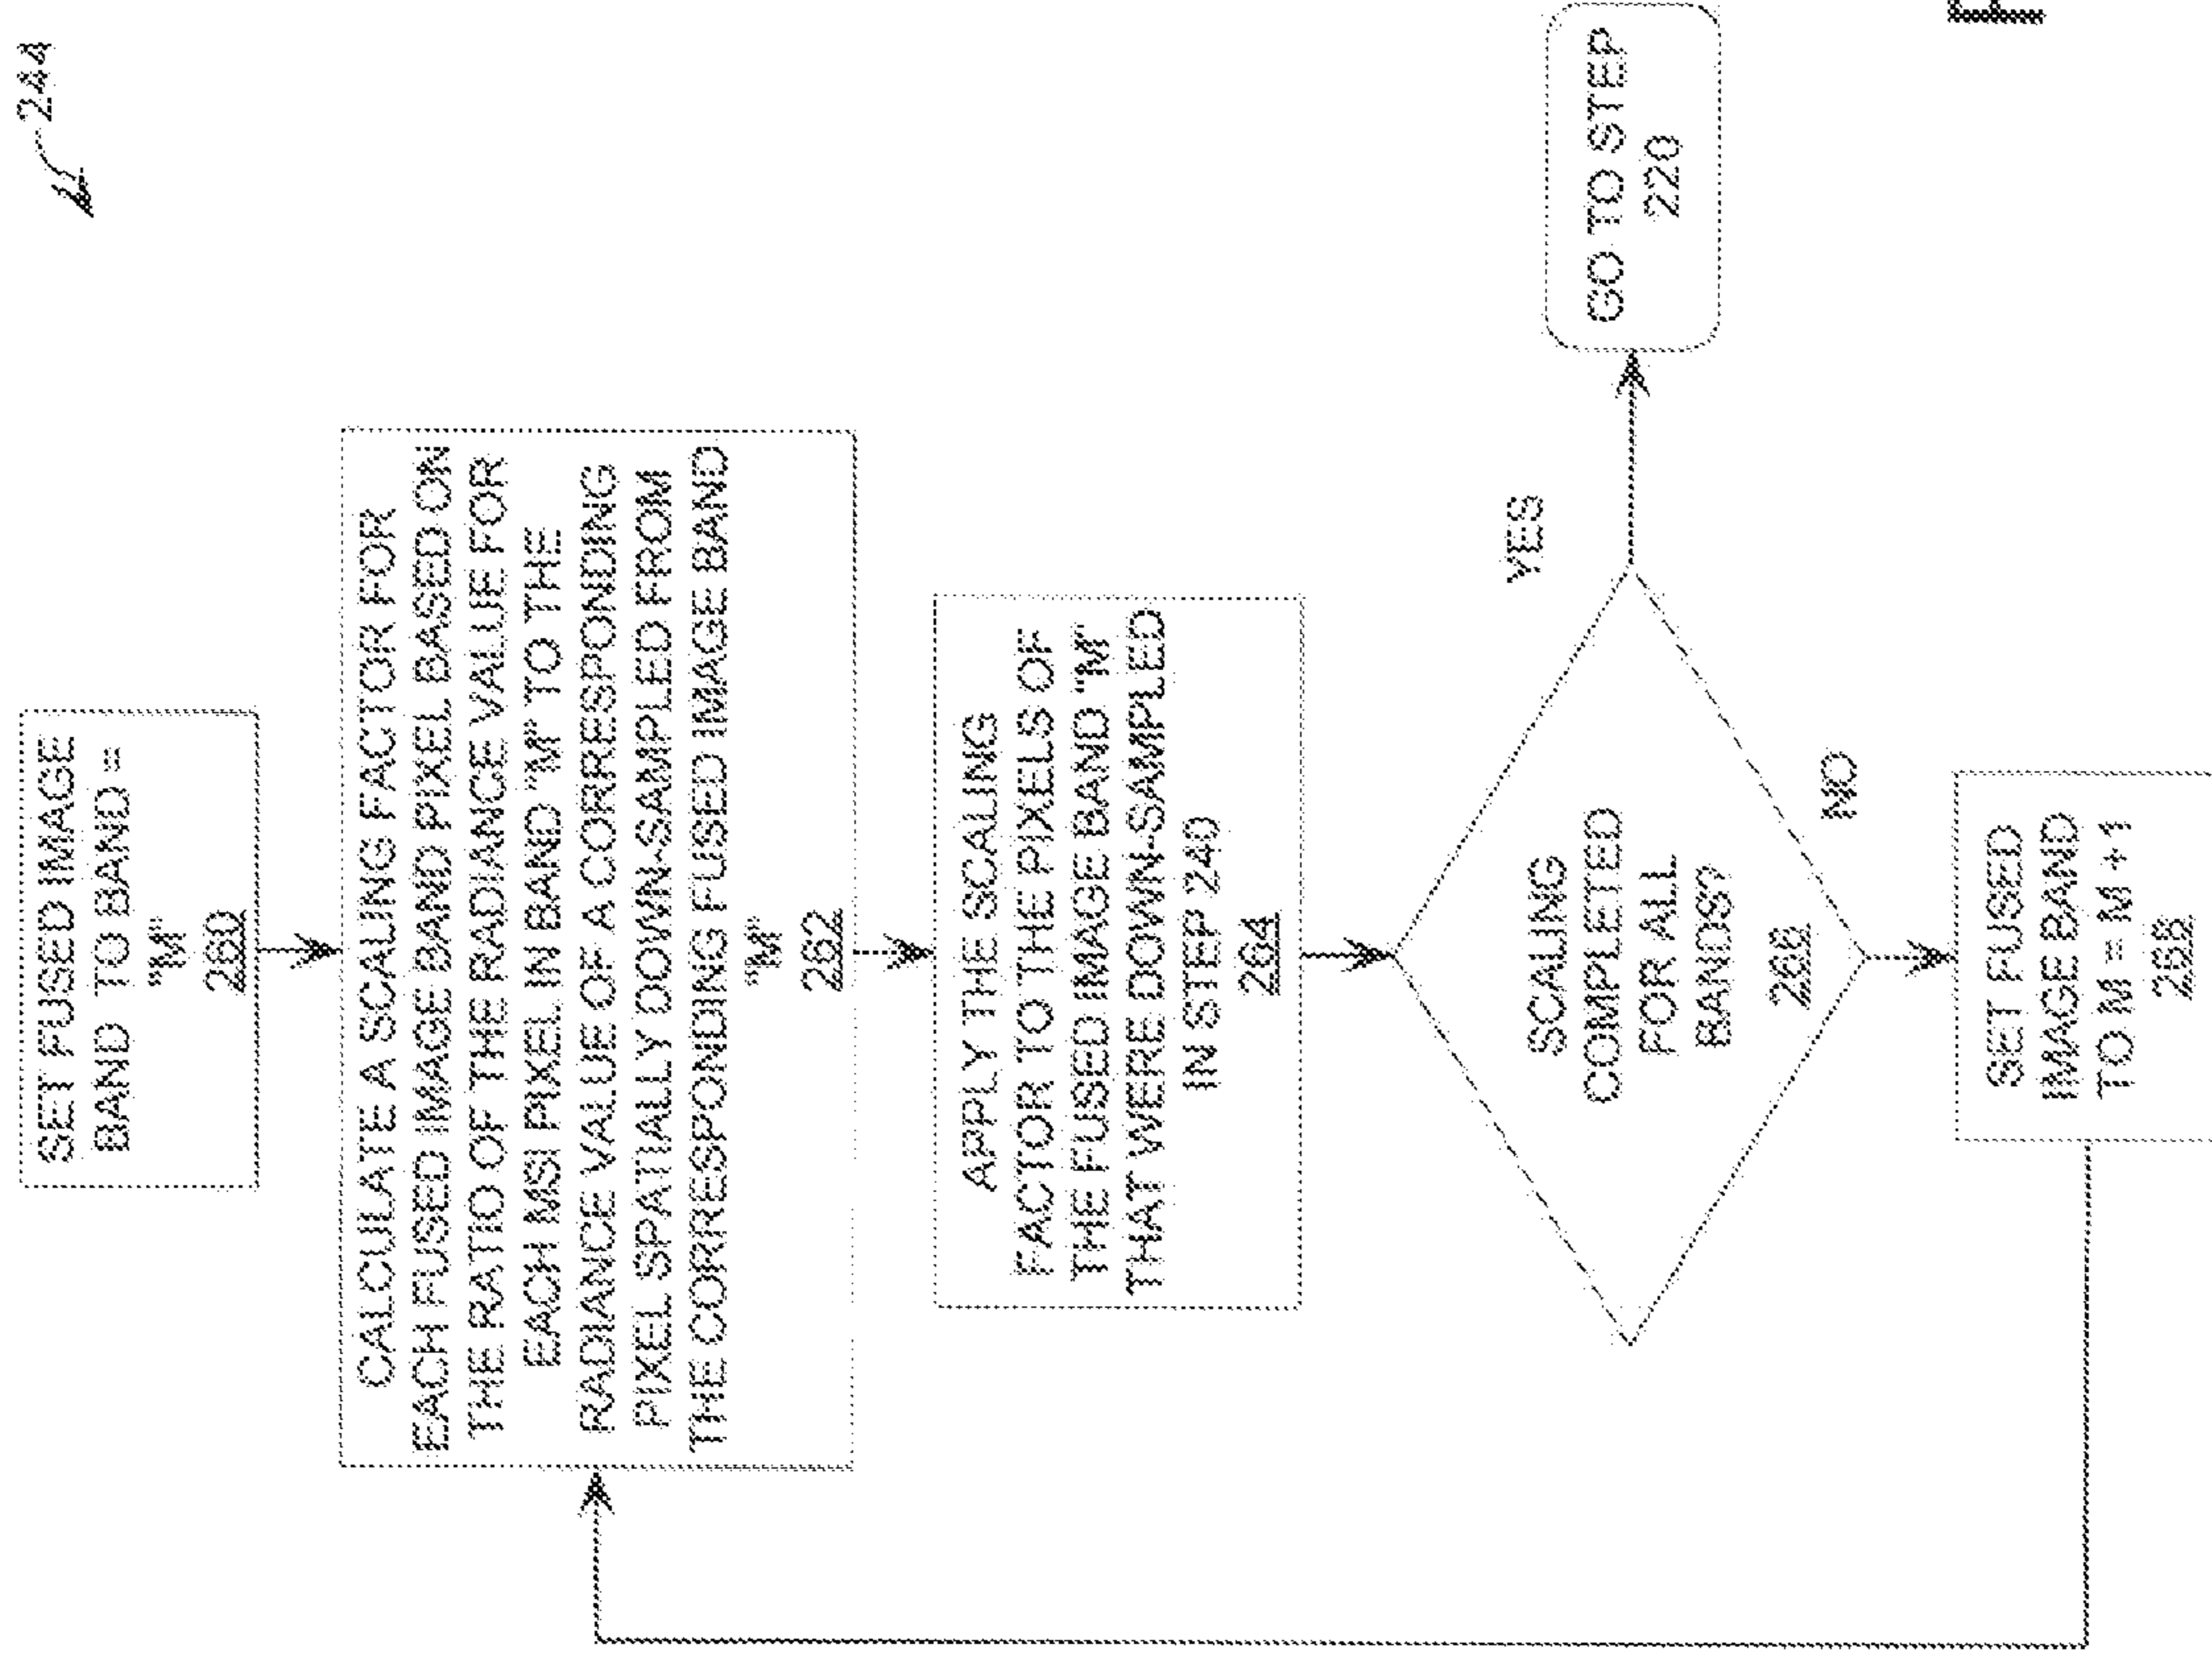 244
SET FUSED IMAGE
BAND TO BAND =
"M"
260
CALCULATE A SCALING FACTOR FOR
EACH FUSED IMAGE BAND PIXEL BASED ON
THE RATIO OF THE RADIANCE VALUE FOR
EACH MSI PIXEL IN BAND "M" TO THE
RADIANCE VALUE OF A CORRESPONDING
PIXEL SPATIALLY DOWN-SAMPLED FROM
THE CORRESPONDING FUSED IMAGE BAND
"M"
262
APPLY THE SCALING
FACTOR TO THE PIXELS OF
THE FUSED IMAGE BAND "M"
THAT WERE DOWN-SAMPLED
IN STEP 240
264
SCALING
COMPLETED
FOR ALL
BANDS?
YES
GO TO STEP
220
NO
SET FUSED
IMAGE BAND
TO M = M + 1
268